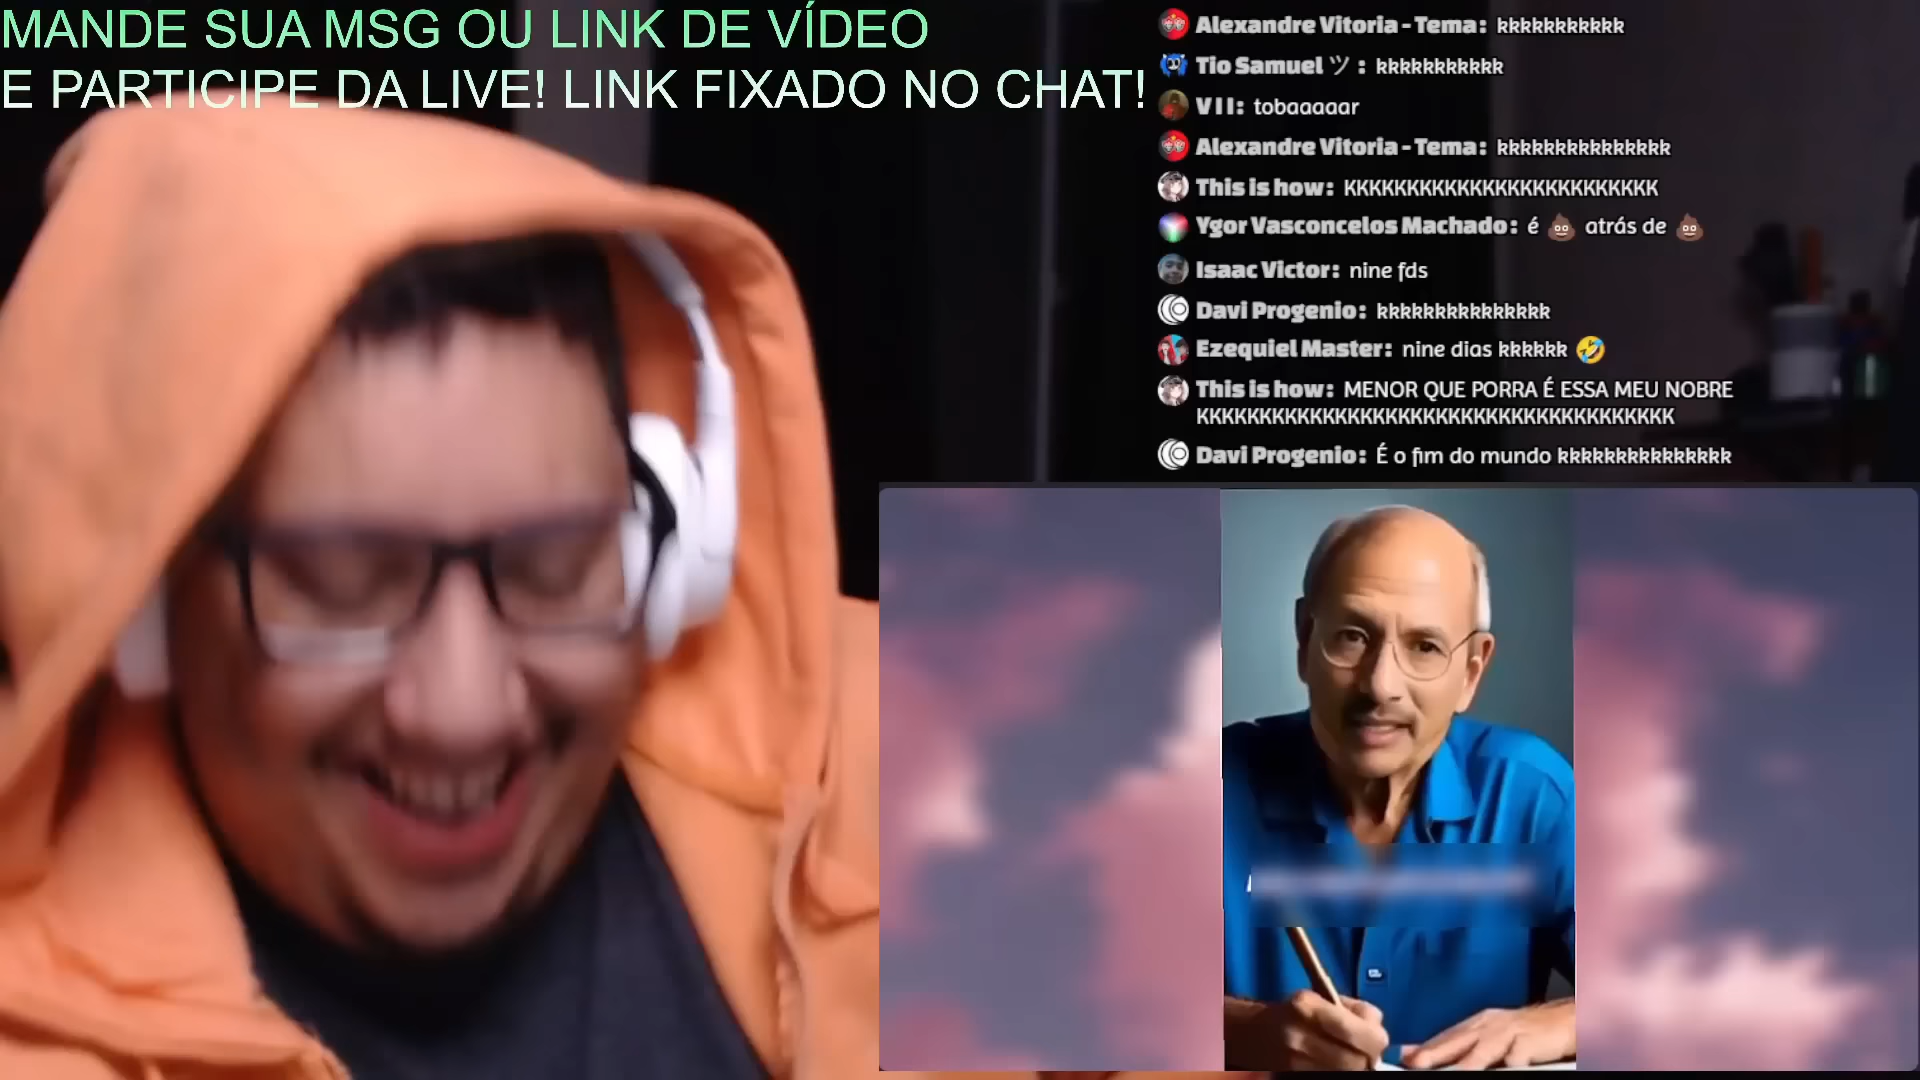 MANDE SUA MSG OU LINK DE VÍDEO
E PARTICIPE DA LIVE! LINK FIXADO NO CHAT!
Alexandre Vitoria - Tema: kkkkkkkkkkk
Tio Samuel ツ : kkkkkkkkkkk
V I I: tobaaaaar
Alexandre Vitoria - Tema: kkkkkkkkkkkkkkk
This is how: KKKKKKKKKKKKKKKKKKKKKKKKK
Ygor Vasconcelos Machado: é 💩 atrás de 💩
Isaac Victor: nine fds
Davi Progenio: kkkkkkkkkkkkkkk
Ezequiel Master: nine dias kkkkkk 🤣
This is how: MENOR QUE PORRA É ESSA MEU NOBRE
KKKKKKKKKKKKKKKKKKKKKKKKKKKKKKKKKKKKKK
Davi Progenio: É o fim do mundo kkkkkkkkkkkkkkk